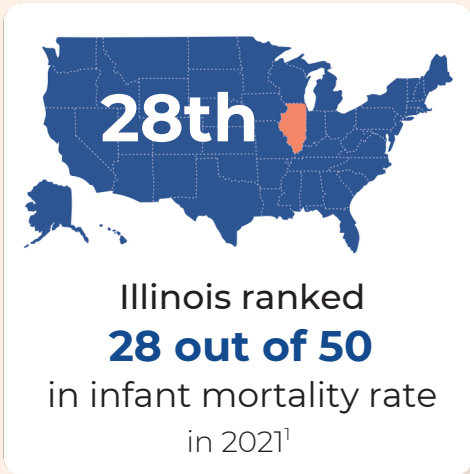 28th
Illinois ranked
28 out of 50
in infant mortality rate
in 2021¹